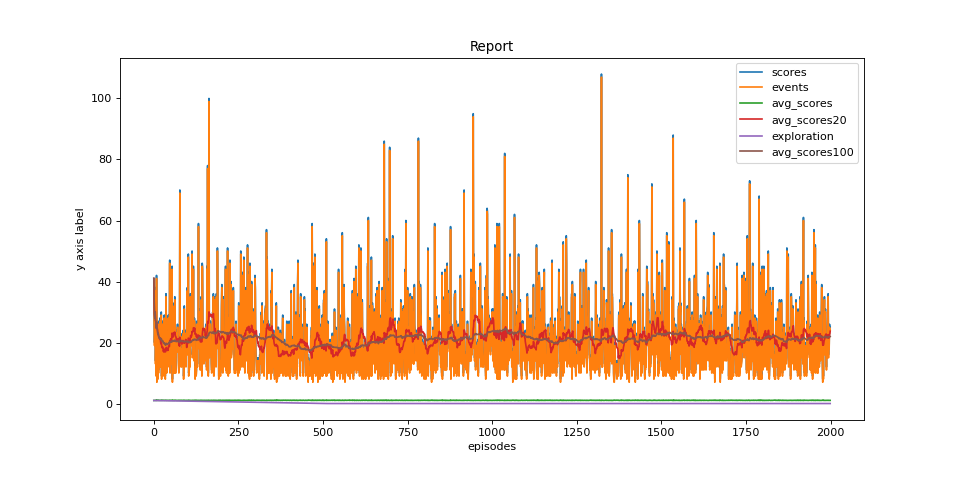 Report
scores
events
avg_scores
avg_scores20
exploration
avg_scores100
y axis label
100
80
60
40
20
0
0 250 500 750 1000 1250 1500 1750 2000
episodes